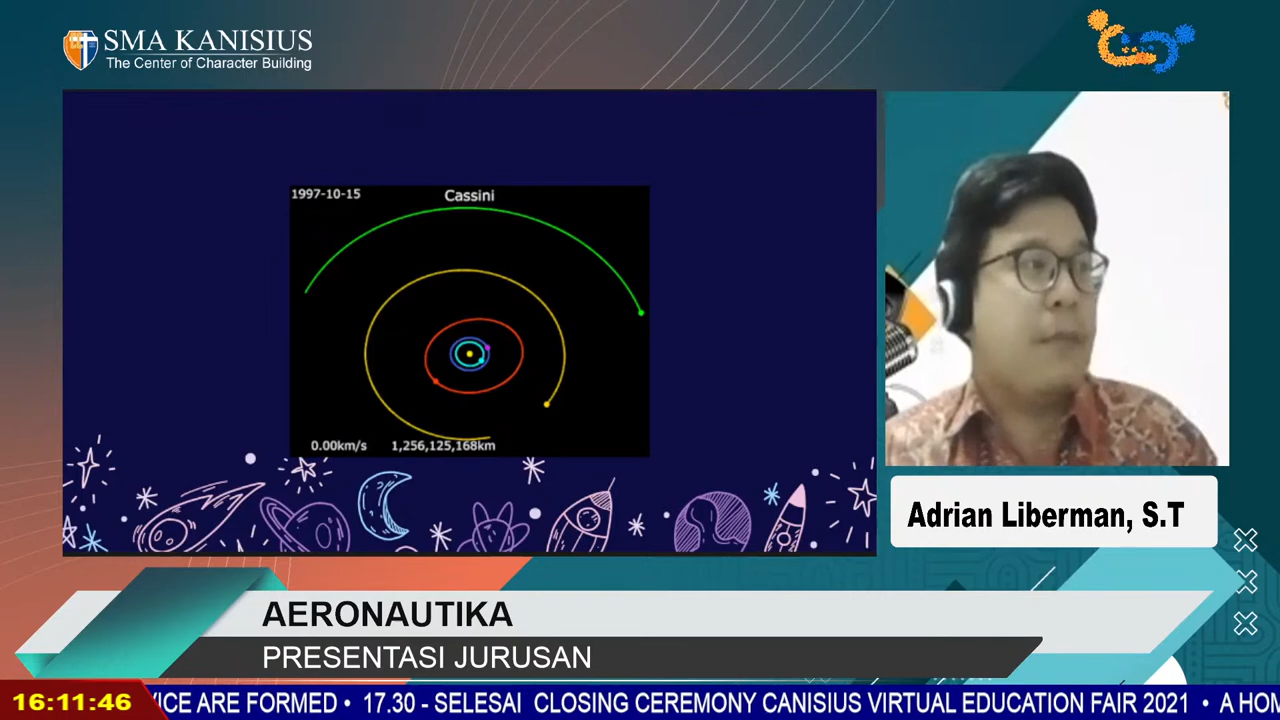 SMA KANISIUS
The Center of Character Building
1997-10-15
Cassini
0.00km/s
1,256,125,168km
Adrian Liberman, S.T
AERONAUTIKA
PRESENTASI JURUSAN
16:11:46
VICE ARE FORMED • 17.30 - SELESAI CLOSING CEREMONY CANISIUS VIRTUAL EDUCATION FAIR 2021 • A HOM